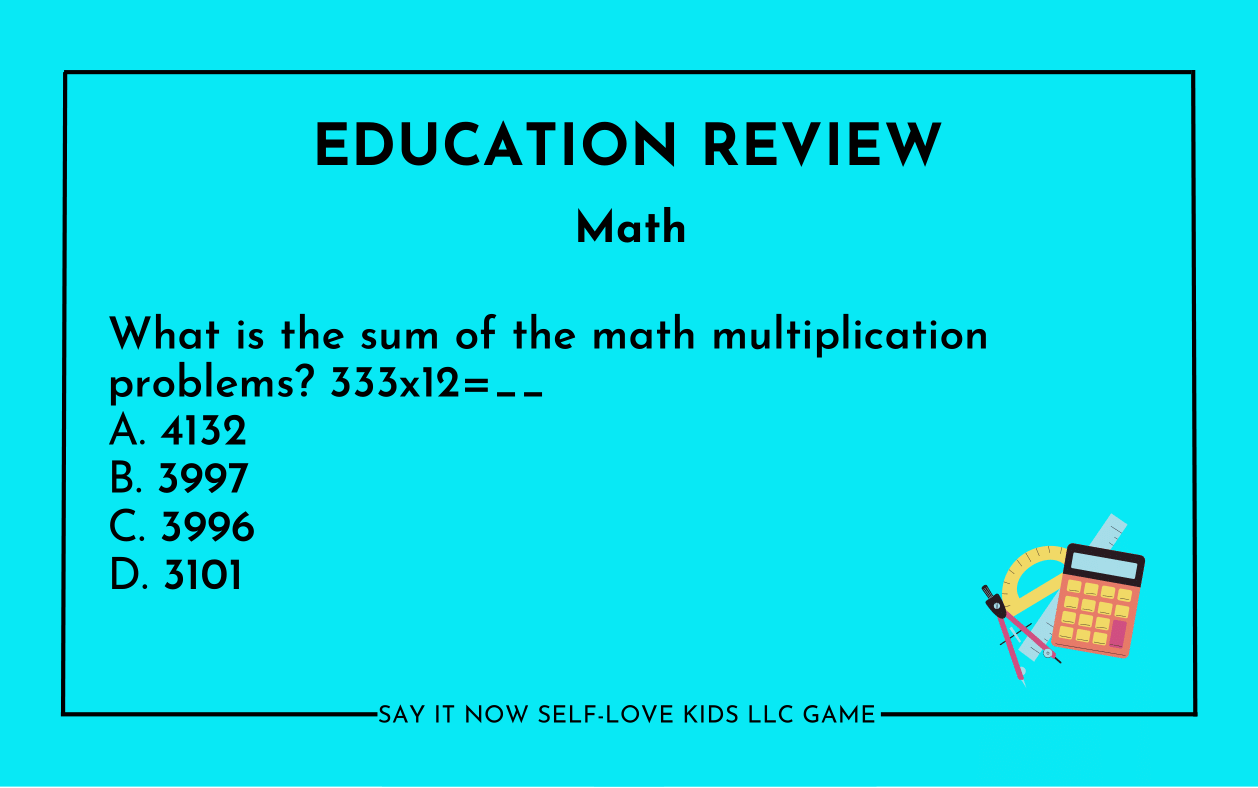 EDUCATION REVIEW
Math
What is the sum of the math multiplication
problems? 333x12=__
A. 4132
B. 3997
C. 3996
D. 3101
SAY IT NOW SELF-LOVE KIDS LLC GAME